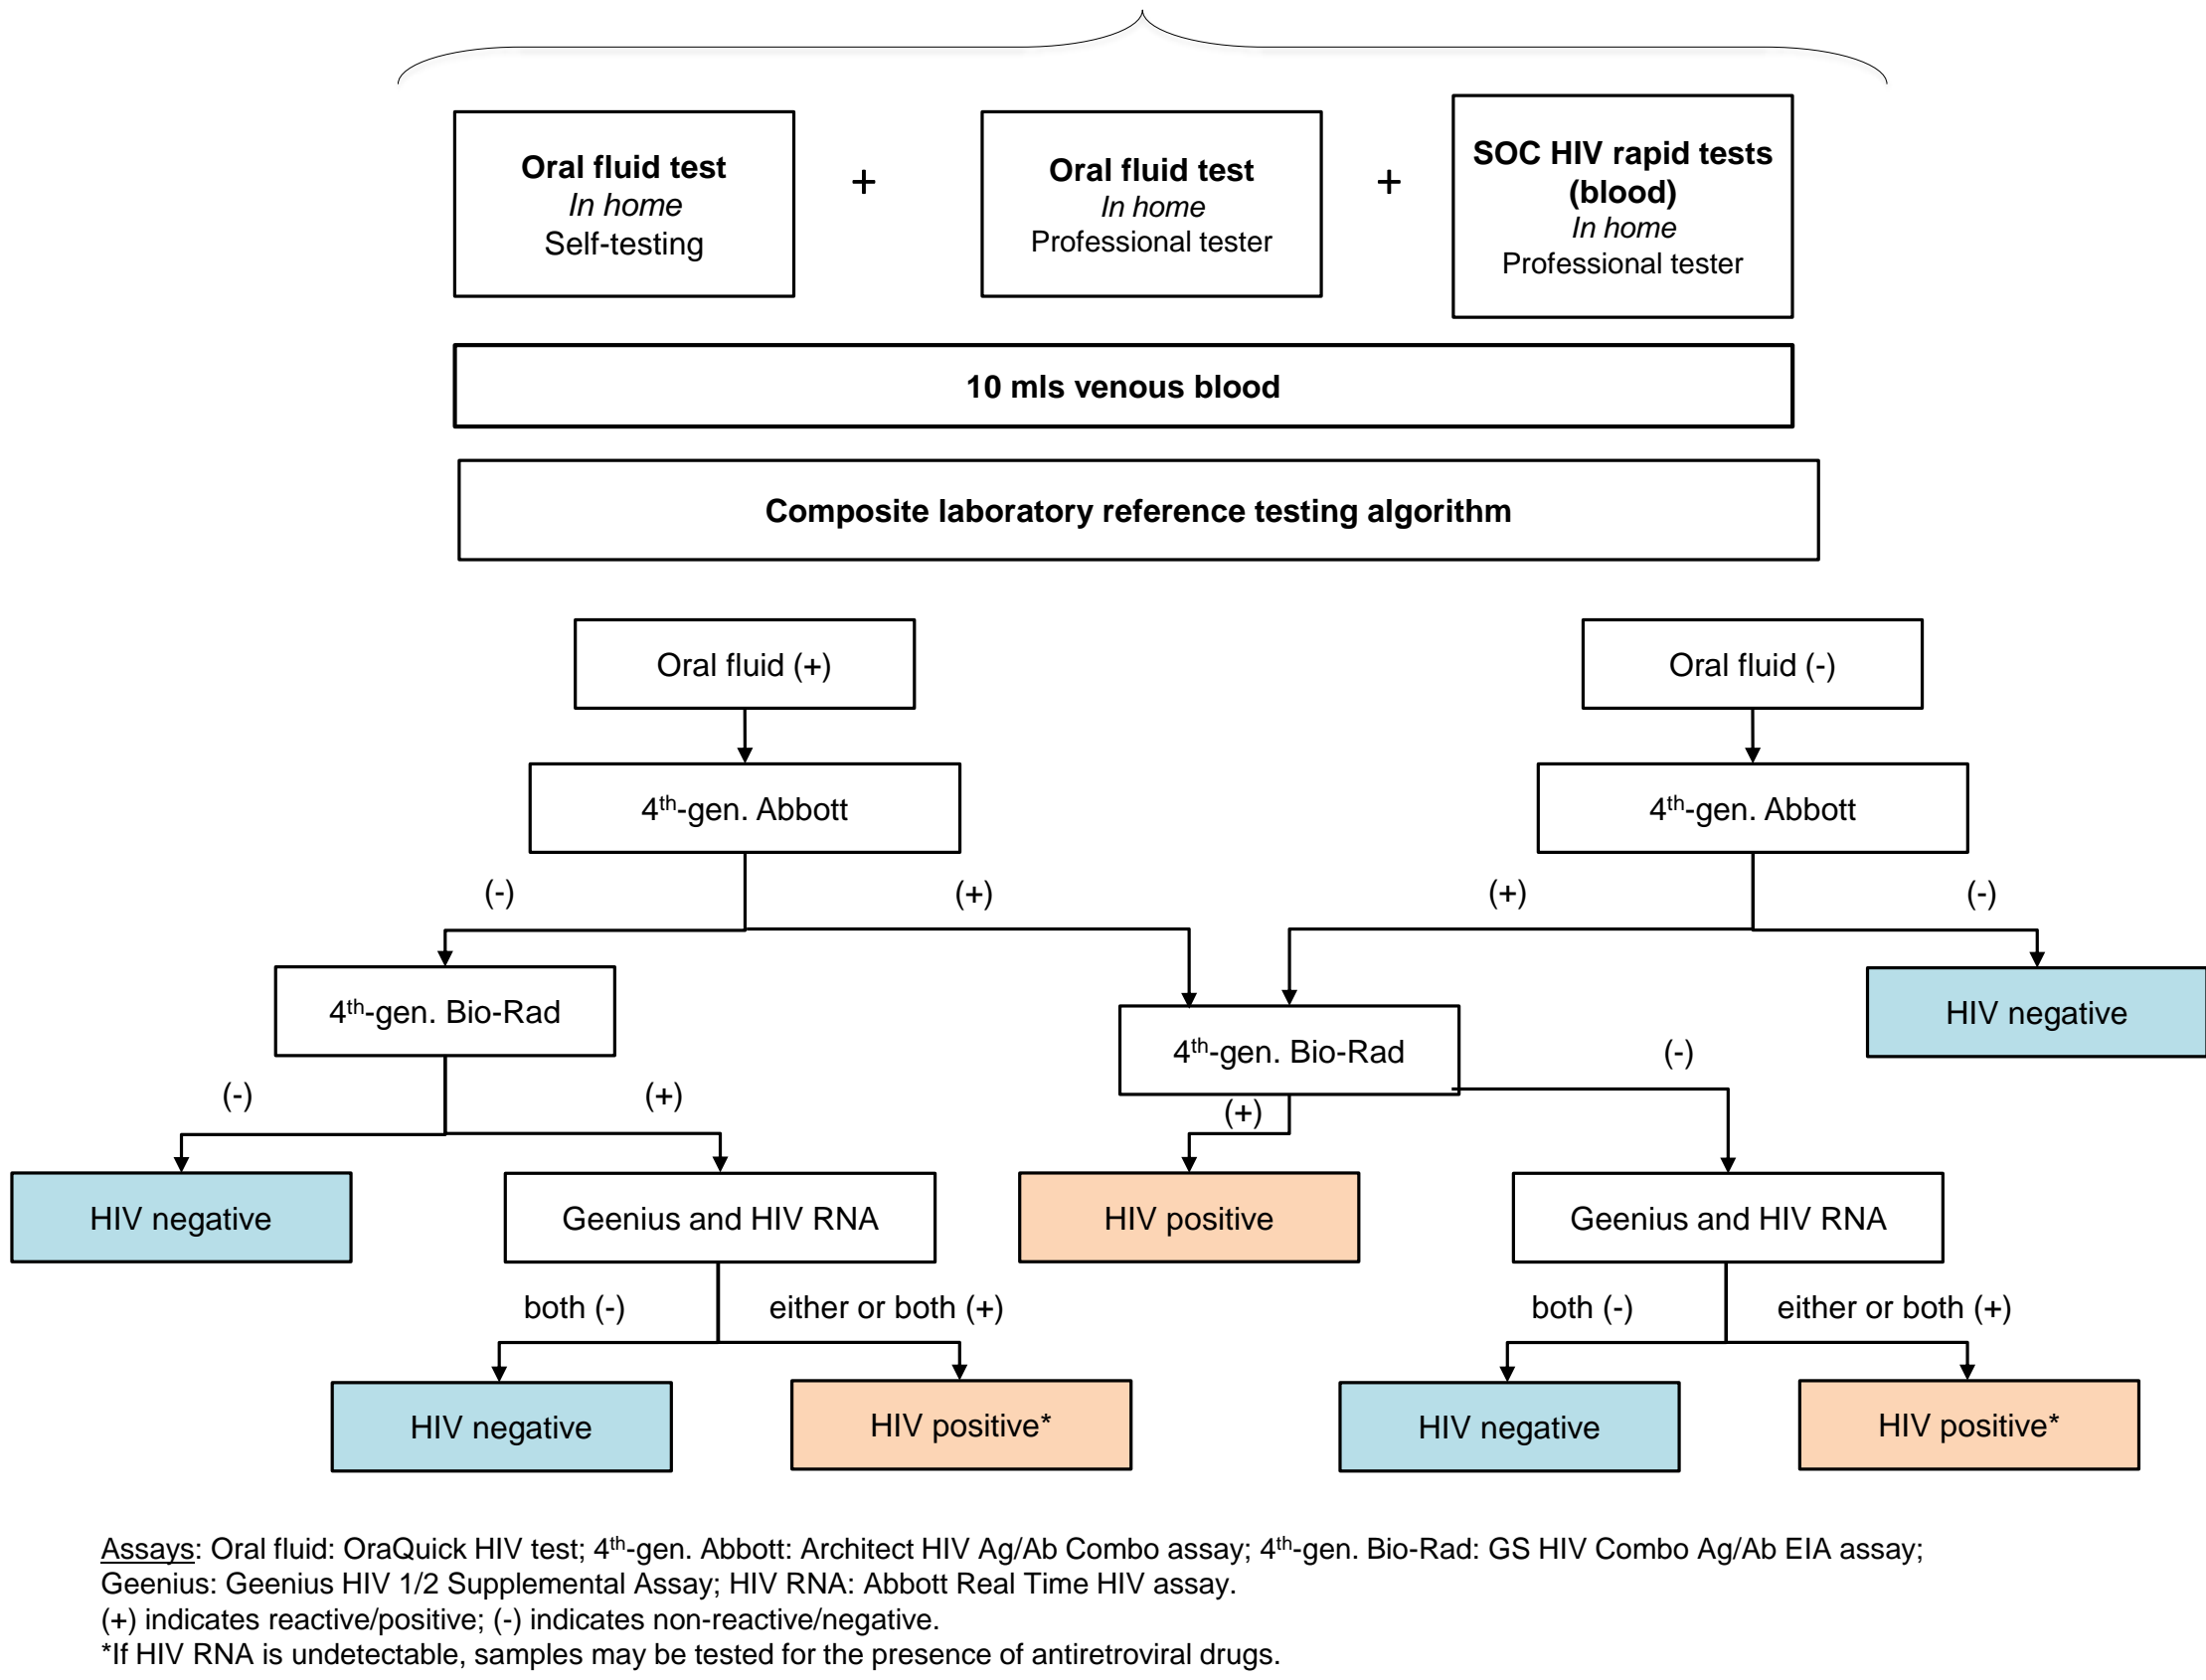 Oral fluid test
In home
Self-testing
+
Oral fluid test
In home
Professional tester
+
SOC HIV rapid tests
(blood)
In home
Professional tester
10 mls venous blood
Composite laboratory reference testing algorithm
Oral fluid (+)
Oral fluid (-)
4th-gen. Abbott
4th-gen. Abbott
(-)
(+)
(+)
(-)
4th-gen. Bio-Rad
4th-gen. Bio-Rad
HIV negative
(-)
(+)
(+)
(-)
HIV negative
Geenius and HIV RNA
HIV positive
Geenius and HIV RNA
both (-)
either or both (+)
both (-)
either or both (+)
HIV negative
HIV positive*
HIV negative
HIV positive*
Assays: Oral fluid: OraQuick HIV test; 4th-gen. Abbott: Architect HIV Ag/Ab Combo assay; 4th-gen. Bio-Rad: GS HIV Combo Ag/Ab EIA assay;
Geenius: Geenius HIV 1/2 Supplemental Assay; HIV RNA: Abbott Real Time HIV assay.
(+) indicates reactive/positive; (-) indicates non-reactive/negative.
*If HIV RNA is undetectable, samples may be tested for the presence of antiretroviral drugs.